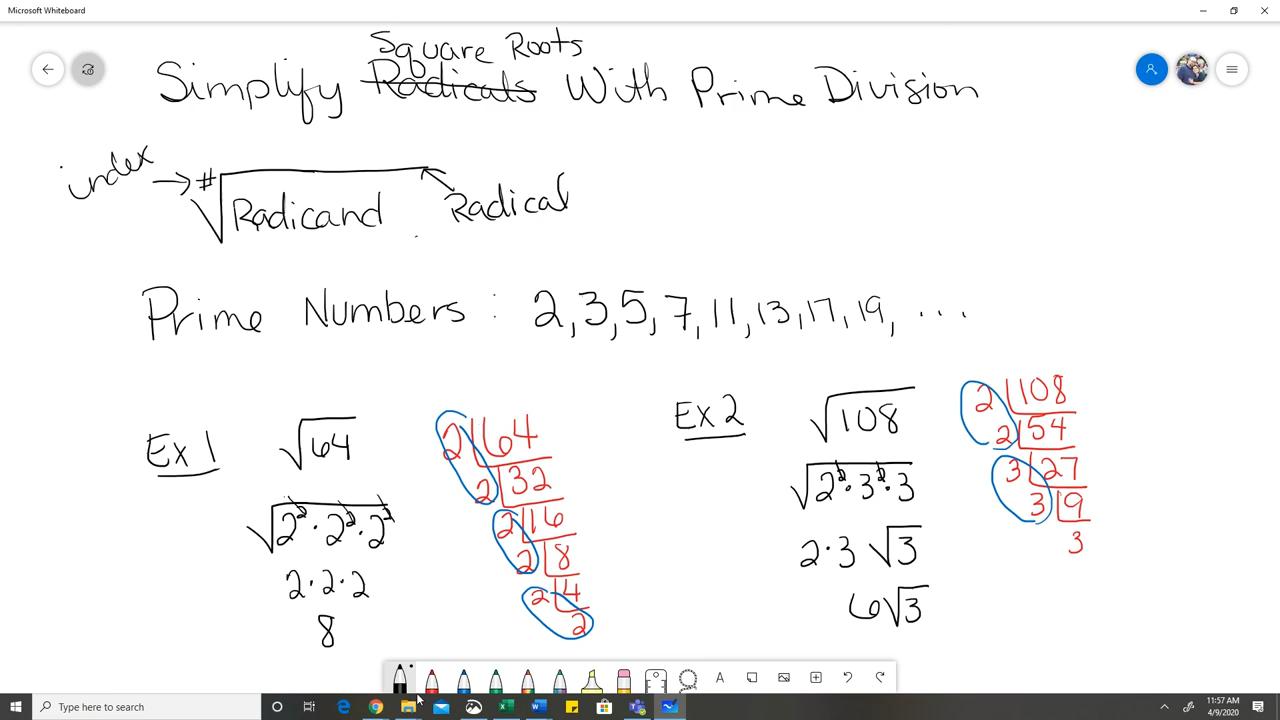 Microsoft Whiteboard
Square Roots
Simplify Radicals With Prime Division
index → # √Radicand Radical
Prime Numbers : 2, 3, 5, 7, 11, 13, 17, 19, ...
Ex 1
√64
√2²·2²·2²
2·2·2
8
2 64
2 32
2 16
2 8
2 4
2
Ex 2
√108
√2²·3²·3
2·3 √3
6√3
2 108
2 54
3 27
3 9
3
A
Type here to search
11:57 AM
4/9/2020